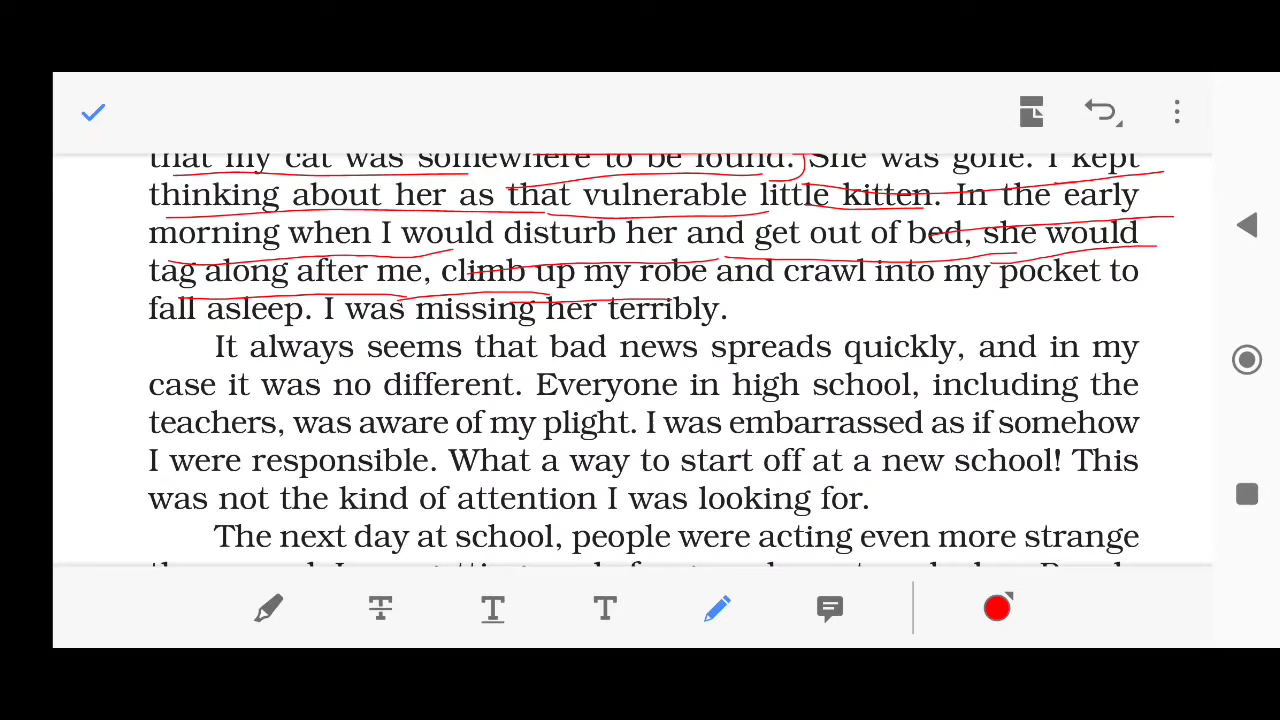 that my cat was somewhere to be found. She was gone. I kept
thinking about her as that vulnerable little kitten. In the early
morning when I would disturb her and get out of bed, she would
tag along after me, climb up my robe and crawl into my pocket to
fall asleep. I was missing her terribly.
It always seems that bad news spreads quickly, and in my
case it was no different. Everyone in high school, including the
teachers, was aware of my plight. I was embarrassed as if somehow
I were responsible. What a way to start off at a new school! This
was not the kind of attention I was looking for.
The next day at school, people were acting even more strange